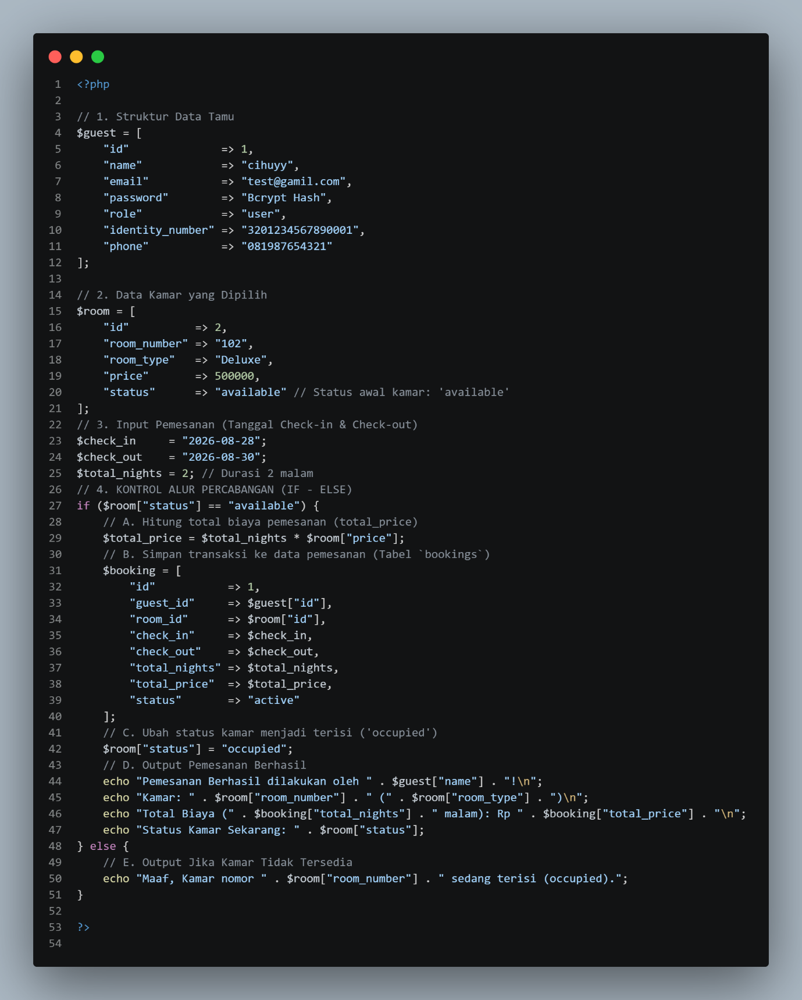 1 <?php
2
3 // 1. Struktur Data Tamu
4 $guest = [
5     "id"              => 1,
6     "name"            => "cihuyy",
7     "email"           => "test@gamil.com",
8     "password"        => "Bcrypt Hash",
9     "role"            => "user",
10     "identity_number" => "3201234567890001",
11     "phone"           => "081987654321"
12 ];
13
14 // 2. Data Kamar yang Dipilih
15 $room = [
16     "id"          => 2,
17     "room_number" => "102",
18     "room_type"   => "Deluxe",
19     "price"       => 500000,
20     "status"      => "available" // Status awal kamar: 'available'
21 ];
22 // 3. Input Pemesanan (Tanggal Check-in & Check-out)
23 $check_in     = "2026-08-28";
24 $check_out    = "2026-08-30";
25 $total_nights = 2; // Durasi 2 malam
26 // 4. KONTROL ALUR PERCABANGAN (IF - ELSE)
27 if ($room["status"] == "available") {
28     // A. Hitung total biaya pemesanan (total_price)
29     $total_price = $total_nights * $room["price"];
30     // B. Simpan transaksi ke data pemesanan (Tabel `bookings`)
31     $booking = [
32         "id"           => 1,
33         "guest_id"     => $guest["id"],
34         "room_id"      => $room["id"],
35         "check_in"     => $check_in,
36         "check_out"    => $check_out,
37         "total_nights" => $total_nights,
38         "total_price"  => $total_price,
39         "status"       => "active"
40     ];
41     // C. Ubah status kamar menjadi terisi ('occupied')
42     $room["status"] = "occupied";
43     // D. Output Pemesanan Berhasil
44     echo "Pemesanan Berhasil dilakukan oleh " . $guest["name"] . "!\n";
45     echo "Kamar: " . $room["room_number"] . " (" . $room["room_type"] . ")\n";
46     echo "Total Biaya (" . $booking["total_nights"] . " malam): Rp " . $booking["total_price"] . "\n";
47     echo "Status Kamar Sekarang: " . $room["status"];
48 } else {
49     // E. Output Jika Kamar Tidak Tersedia
50     echo "Maaf, Kamar nomor " . $room["room_number"] . " sedang terisi (occupied).";
51 }
52
53 ?>
54